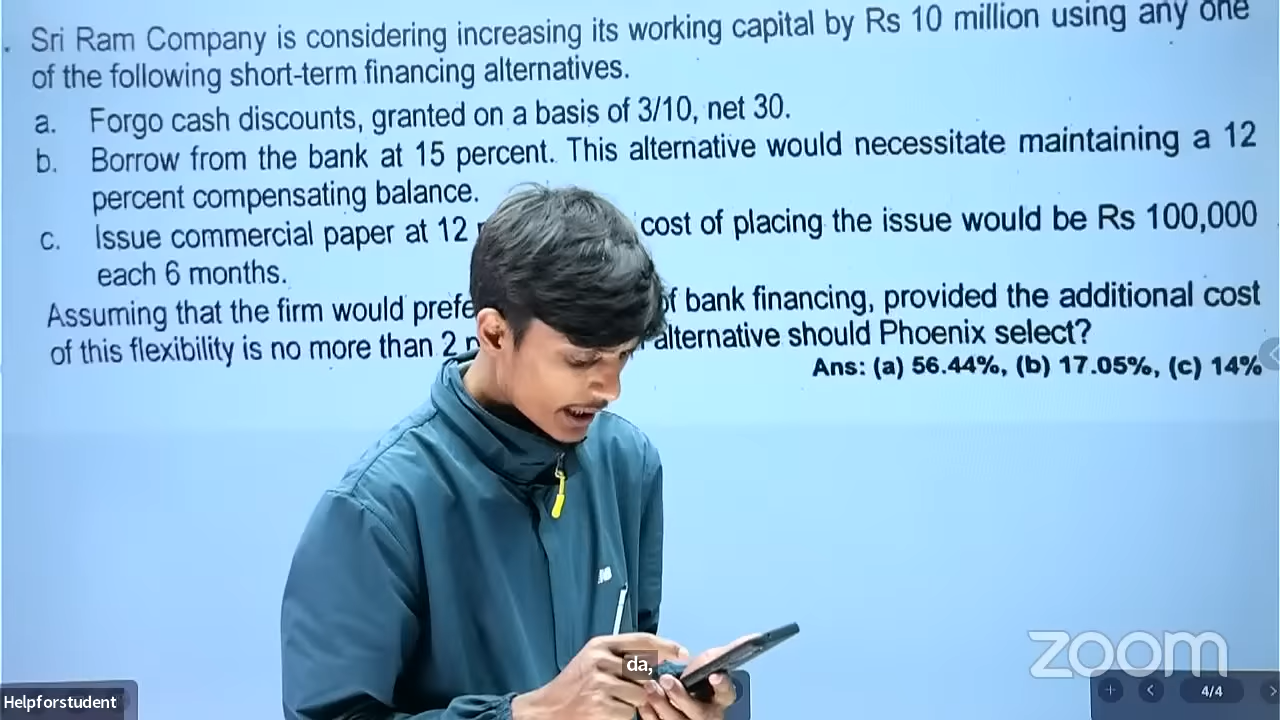 . Sri Ram Company is considering increasing its working capital by Rs 10 million using any one
of the following short-term financing alternatives.
a. Forgo cash discounts, granted on a basis of 3/10, net 30.
b. Borrow from the bank at 15 percent. This alternative would necessitate maintaining a 12
percent compensating balance.
c. Issue commercial paper at 12 cost of placing the issue would be Rs 100,000
each 6 months.
Assuming that the firm would of bank financing, provided the additional cost
of this flexibility is no more than 2 alternative should Phoenix select?
Ans: (a) 56.44%, (b) 17.05%, (c) 14%
da,
zoom
4/4
Helpforstudent